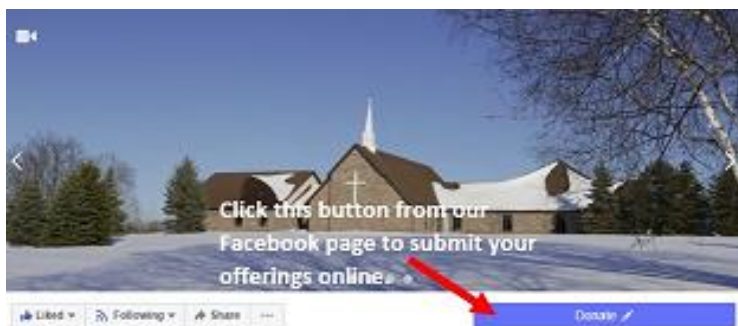 Click this button from our
Facebook page to submit your
offerings online.
Liked Following Share ...
Donate